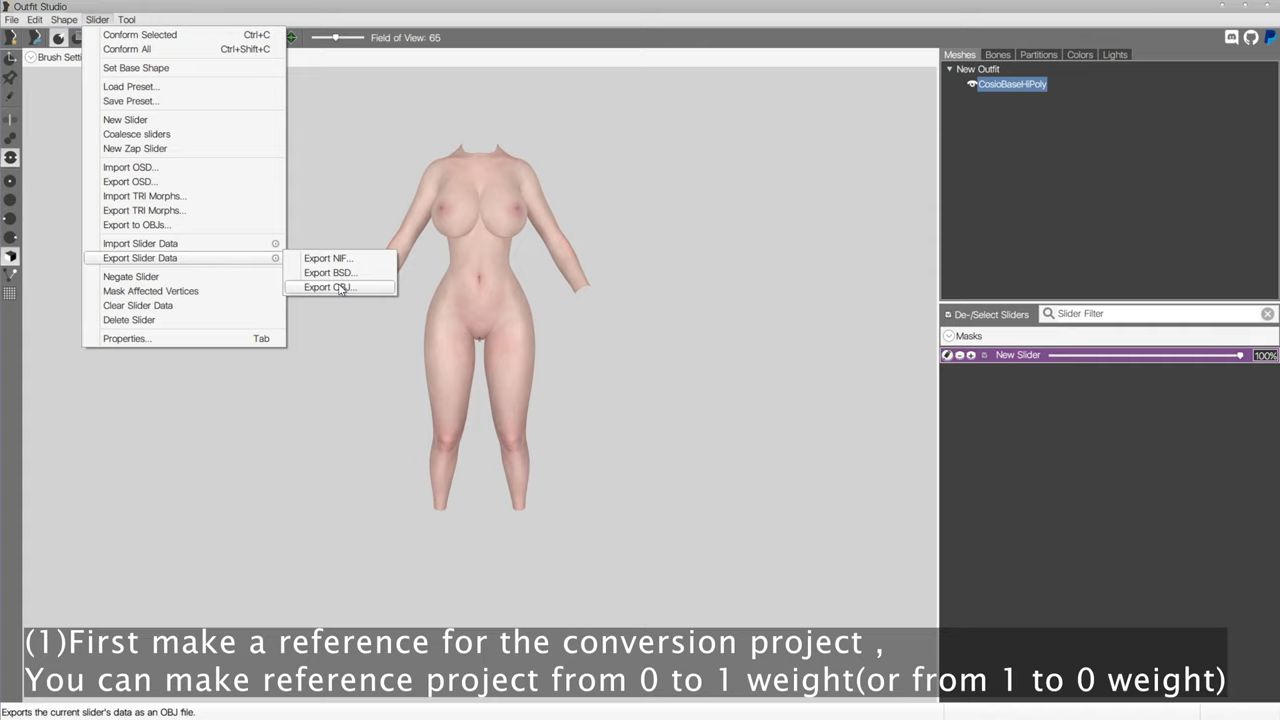 Outfit Studio
File Edit Shape Slider Tool
Field of View: 65
Brush Setti
Conform Selected Ctrl+C
Conform All Ctrl+Shift+C
Set Base Shape
Load Preset...
Save Preset...
New Slider
Coalesce sliders
New Zap Slider
Import OSD...
Export OSD...
Import TRI Morphs...
Export TRI Morphs...
Export to OBJs...
Import Slider Data
Export Slider Data
Negate Slider
Mask Affected Vertices
Clear Slider Data
Delete Slider
Properties... Tab
Export NIF...
Export BSD...
Export OBJ...
Meshes Bones Partitions Colors Lights
New Outfit
CosioBaseHiPoly
De-/Select Sliders Slider Filter
Masks
New Slider 100%
(1)First make a reference for the conversion project ,
You can make reference project from 0 to 1 weight(or from 1 to 0 weight)
Exports the current slider's data as an OBJ file.